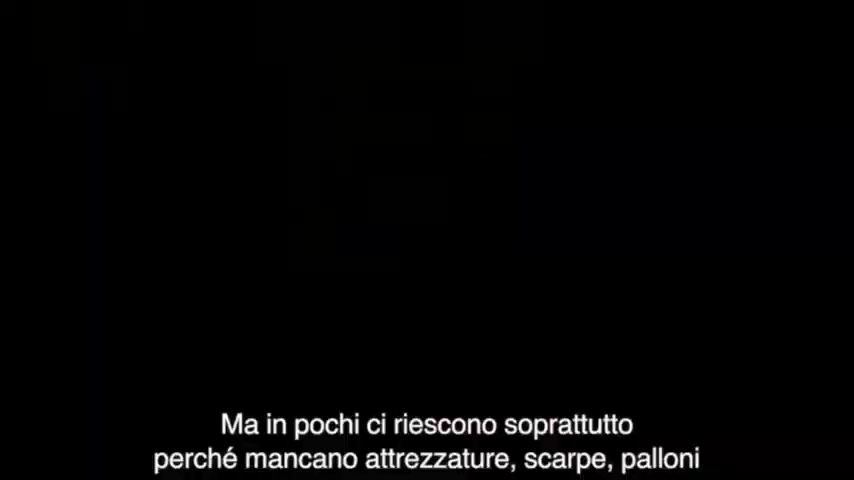 Ma in pochi ci riescono soprattutto
perché mancano attrezzature, scarpe, palloni